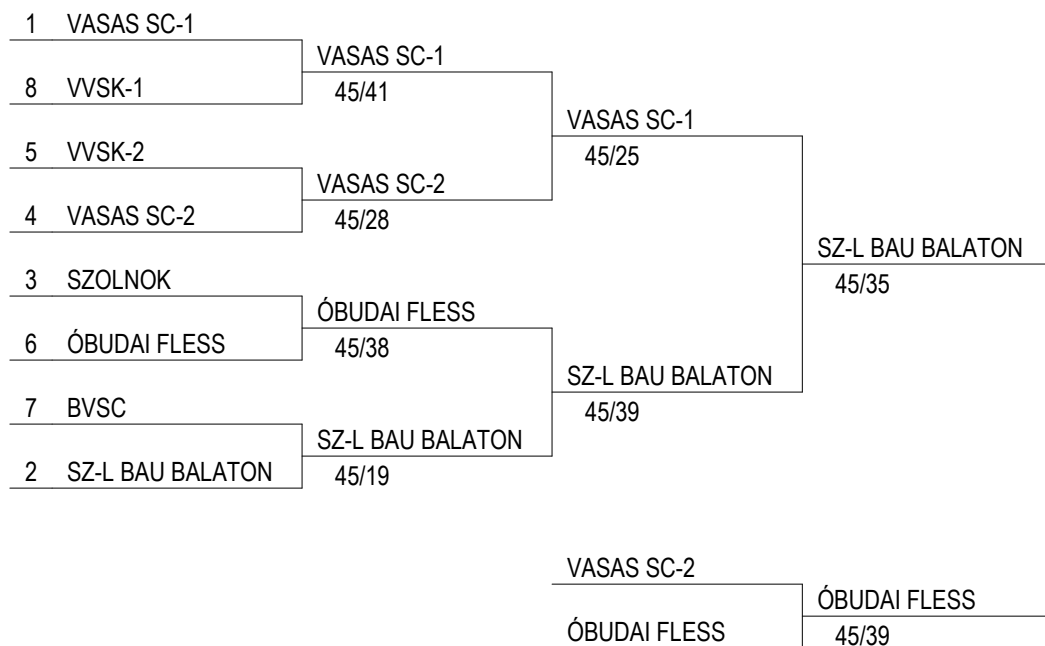 1 VASAS SC-1
VASAS SC-1
8 VVSK-1
45/41
VASAS SC-1
5 VVSK-2
45/25
VASAS SC-2
4 VASAS SC-2
45/28
SZ-L BAU BALATON
3 SZOLNOK
45/35
ÓBUDAI FLESS
6 ÓBUDAI FLESS
45/38
SZ-L BAU BALATON
7 BVSC
45/39
SZ-L BAU BALATON
2 SZ-L BAU BALATON
45/19
VASAS SC-2
ÓBUDAI FLESS
ÓBUDAI FLESS
45/39